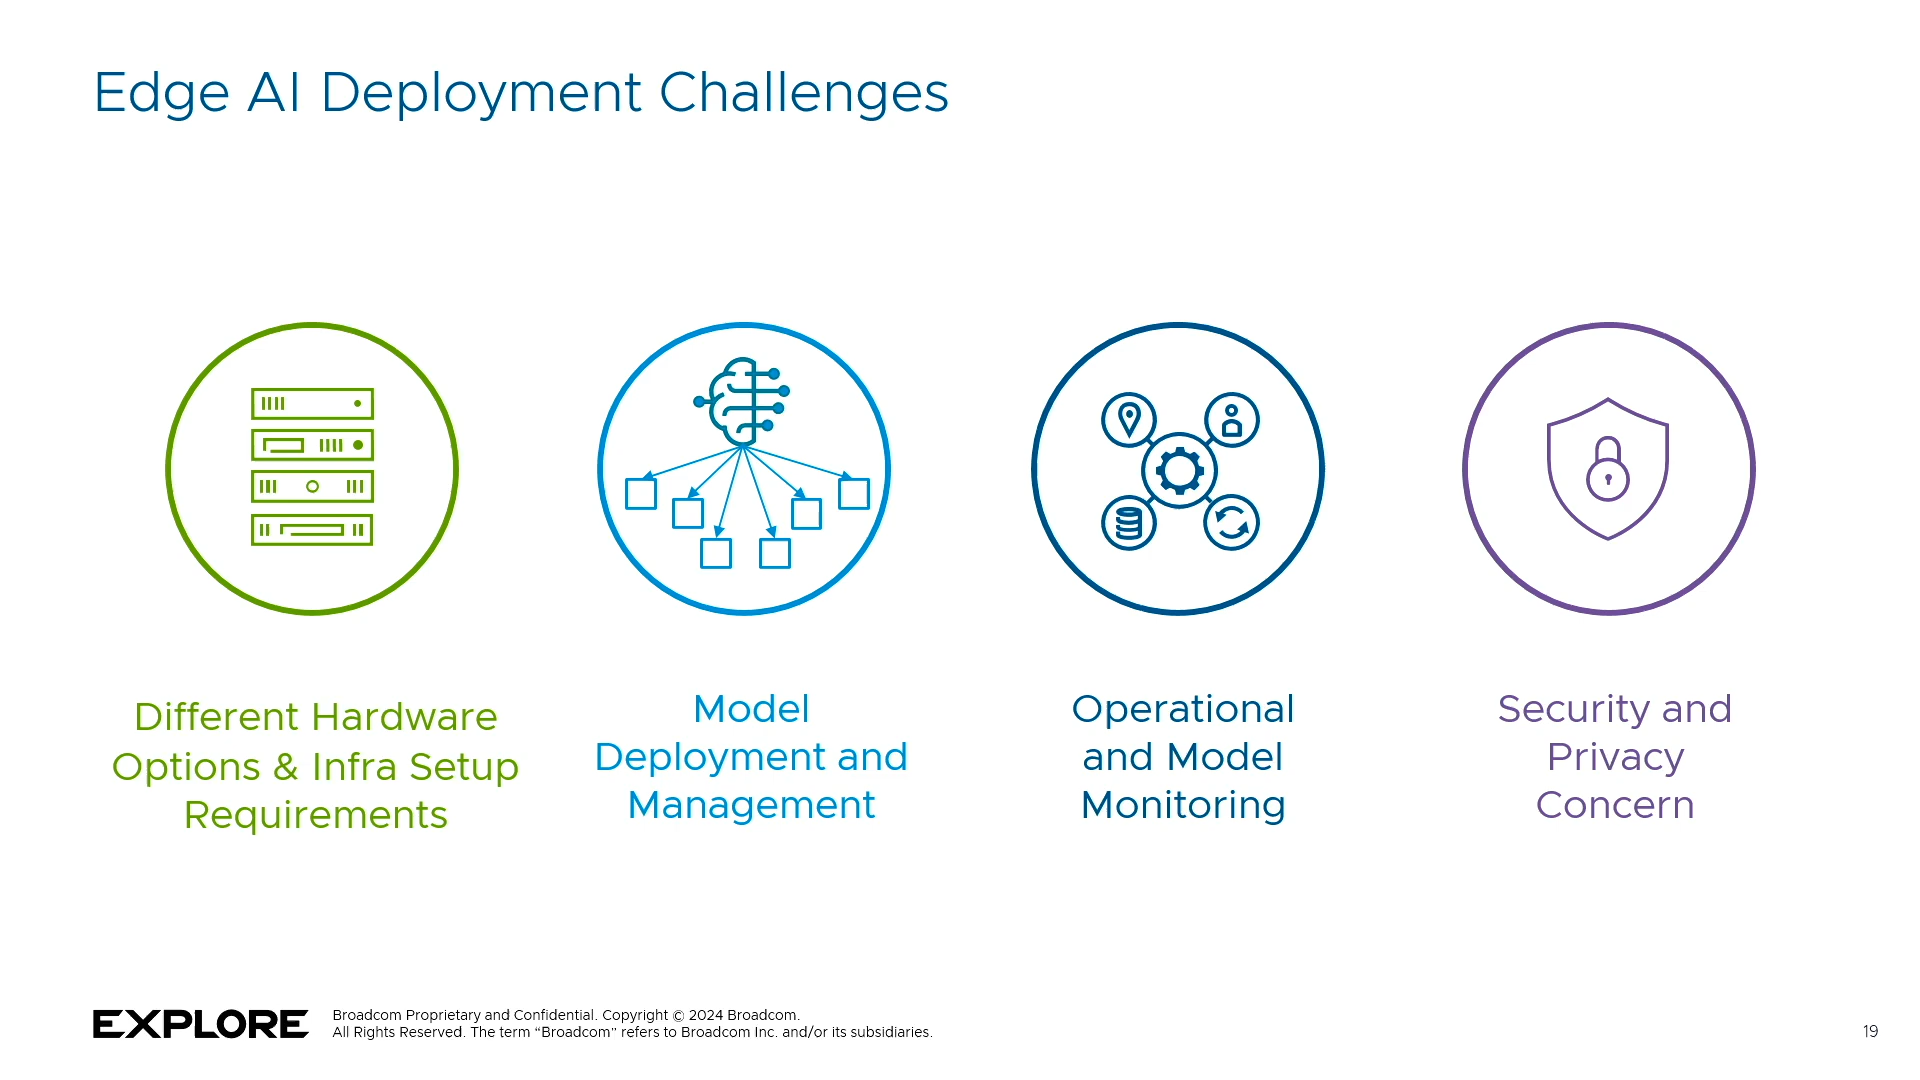 Edge AI Deployment Challenges
Different Hardware
Options & Infra Setup
Requirements
Model
Deployment and
Management
Operational
and Model
Monitoring
Security and
Privacy
Concern
EXPLORE
Broadcom Proprietary and Confidential. Copyright © 2024 Broadcom.
All Rights Reserved. The term “Broadcom” refers to Broadcom Inc. and/or its subsidiaries.
19